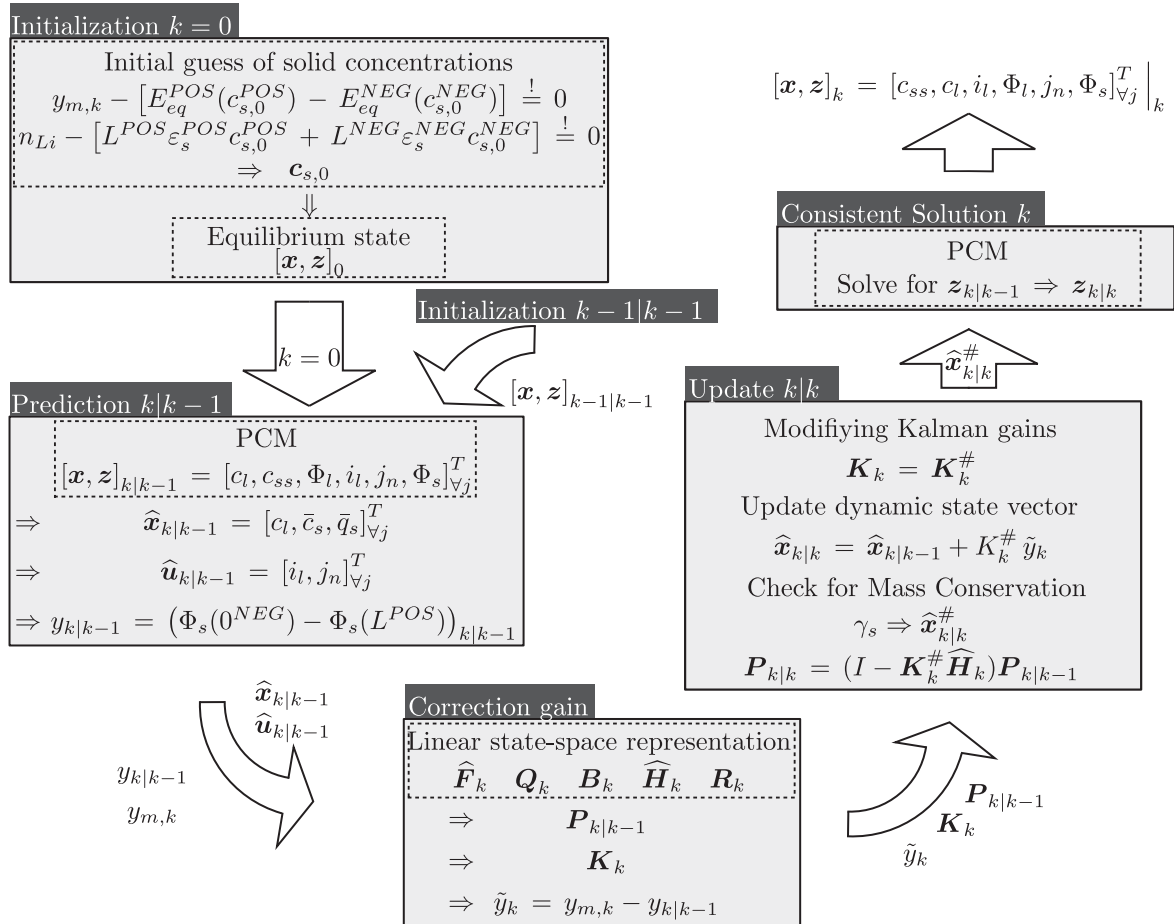 Initialization k = 0
Initial guess of solid concentrations
y_{m,k} − [E_{eq}^{POS}(c_{s,0}^{POS}) − E_{eq}^{NEG}(c_{s,0}^{NEG})] =^{!} 0
n_{Li} − [L^{POS}ε_s^{POS}c_{s,0}^{POS} + L^{NEG}ε_s^{NEG}c_{s,0}^{NEG}] =^{!} 0
⇒ c_{s,0}
⇓
Equilibrium state
[x, z]_0
k = 0
Initialization k − 1|k − 1
[x, z]_{k−1|k−1}
Prediction k|k − 1
PCM
[x, z]_{k|k−1} = [c_l, c_{ss}, Φ_l, i_l, j_n, Φ_s]_{∀j}^T
⇒ x̂_{k|k−1} = [c_l, c̄_s, q̄_s]_{∀j}^T
⇒ û_{k|k−1} = [i_l, j_n]_{∀j}^T
⇒ y_{k|k−1} = (Φ_s(0^{NEG}) − Φ_s(L^{POS}))_{k|k−1}
x̂_{k|k−1}
û_{k|k−1}
y_{k|k−1}
y_{m,k}
Correction gain
Linear state-space representation
F̂_k Q_k B_k Ĥ_k R_k
⇒ P_{k|k−1}
⇒ K_k
⇒ ỹ_k = y_{m,k} − y_{k|k−1}
P_{k|k−1}
K_k
ỹ_k
Update k|k
Modifiying Kalman gains
K_k = K_k^#
Update dynamic state vector
x̂_{k|k} = x̂_{k|k−1} + K_k^# ỹ_k
Check for Mass Conservation
γ_s ⇒ x̂_{k|k}^#
P_{k|k} = (I − K_k^# Ĥ_k)P_{k|k−1}
x̂_{k|k}^#
Consistent Solution k
PCM
Solve for z_{k|k−1} ⇒ z_{k|k}
[x, z]_k = [c_{ss}, c_l, i_l, Φ_l, j_n, Φ_s]_{∀j}^T |_k